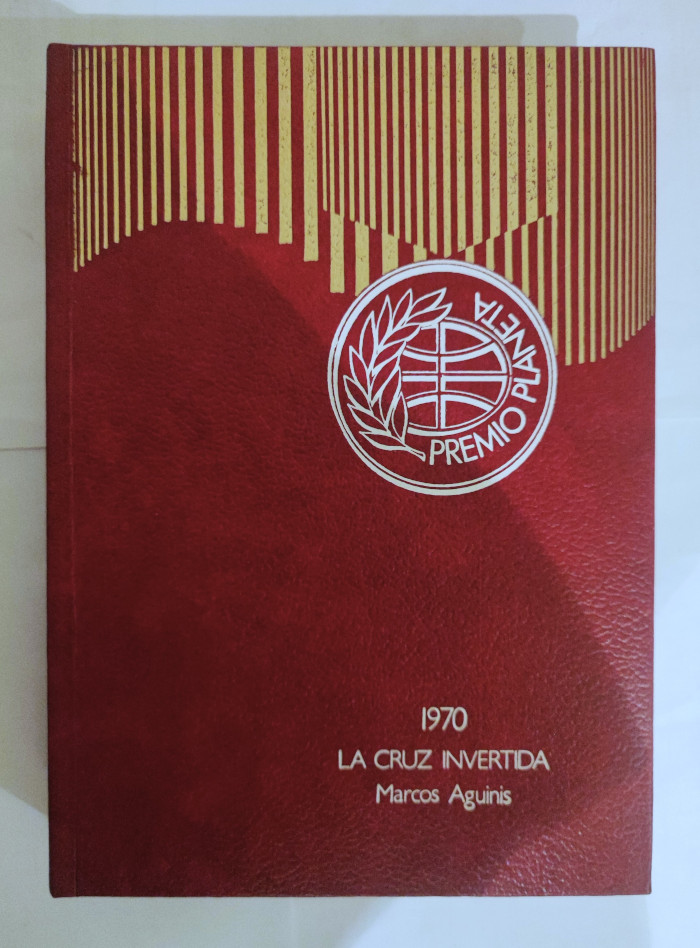 PREMIO PLANETA
1970
LA CRUZ INVERTIDA
Marcos Aguinis